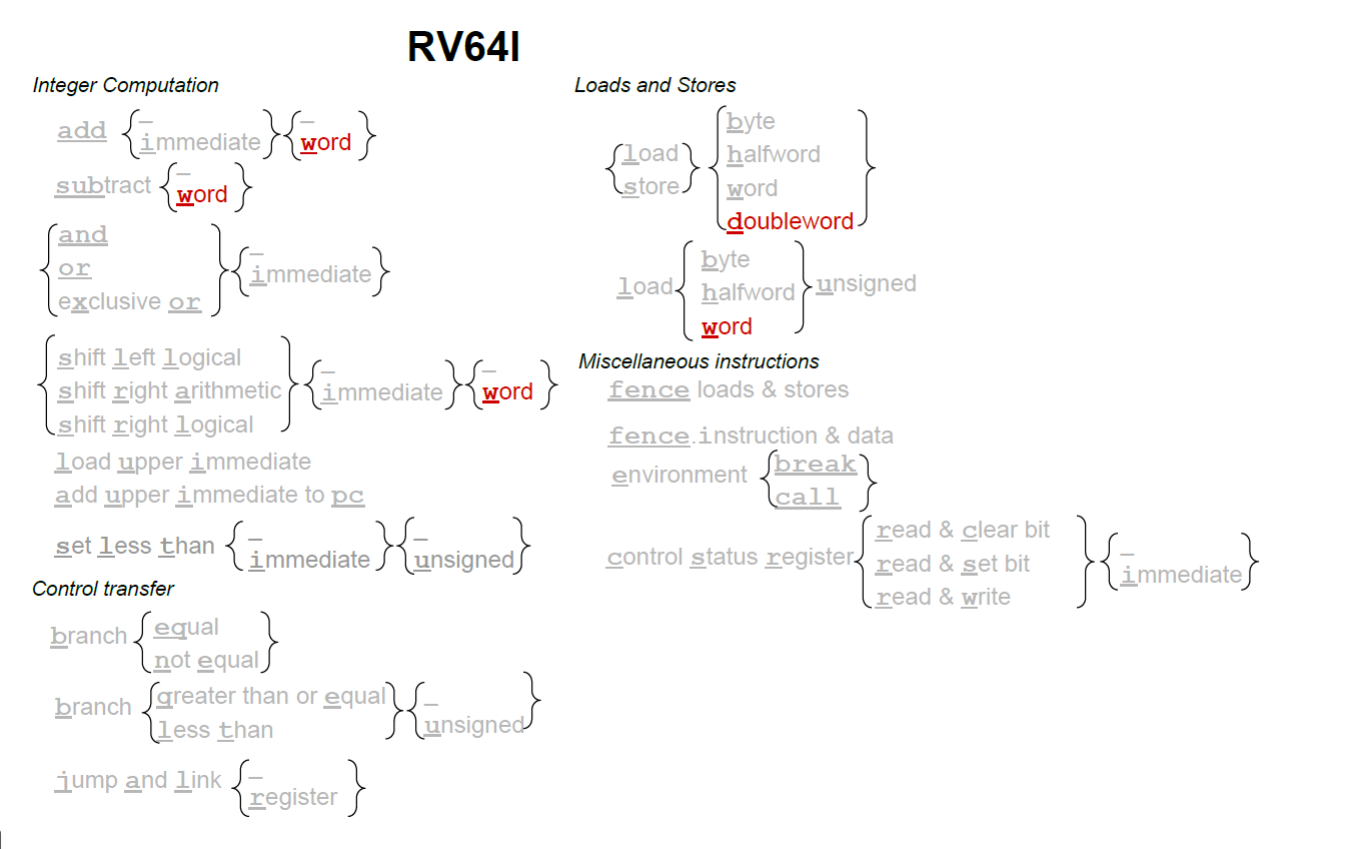 RV64I
Integer Computation
add { _ immediate } { _ word }
subtract { _ word }
{ and or exclusive or } { _ immediate }
{ shift left logical
shift right arithmetic
shift right logical } { _ immediate } { _ word }
load upper immediate
add upper immediate to pc
set less than { _ immediate } { _ unsigned }
Control transfer
branch { equal
not equal }
branch { greater than or equal
less than } { _ unsigned }
jump and link { _ register }
Loads and Stores
{ load
store } { byte
halfword
word
doubleword }
load { byte
halfword
word } unsigned
Miscellaneous instructions
fence loads & stores
fence.instruction & data
environment { break
call }
control status register { read & clear bit
read & set bit
read & write } { _ immediate }